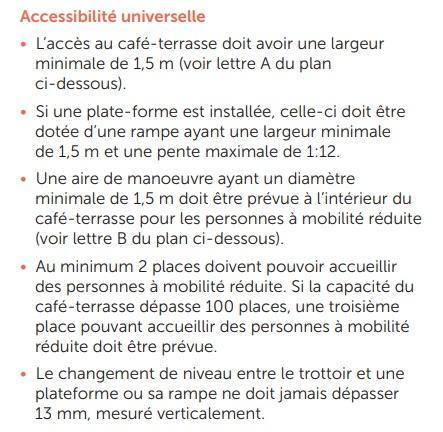 Accessibilité universelle
• L'accès au café-terrasse doit avoir une largeur
minimale de 1,5 m (voir lettre A du plan
ci-dessous).
• Si une plate-forme est installée, celle-ci doit être
dotée d'une rampe ayant une largeur minimale
de 1,5 m et une pente maximale de 1:12.
• Une aire de manoeuvre ayant un diamètre
minimale de 1,5 m doit être prévue à l'intérieur du
café-terrasse pour les personnes à mobilité réduite
(voir lettre B du plan ci-dessous).
• Au minimum 2 places doivent pouvoir accueillir
des personnes à mobilité réduite. Si la capacité du
café-terrasse dépasse 100 places, une troisième
place pouvant accueillir des personnes à mobilité
réduite doit être prévue.
• Le changement de niveau entre le trottoir et une
plateforme ou sa rampe ne doit jamais dépasser
13 mm, mesuré verticalement.